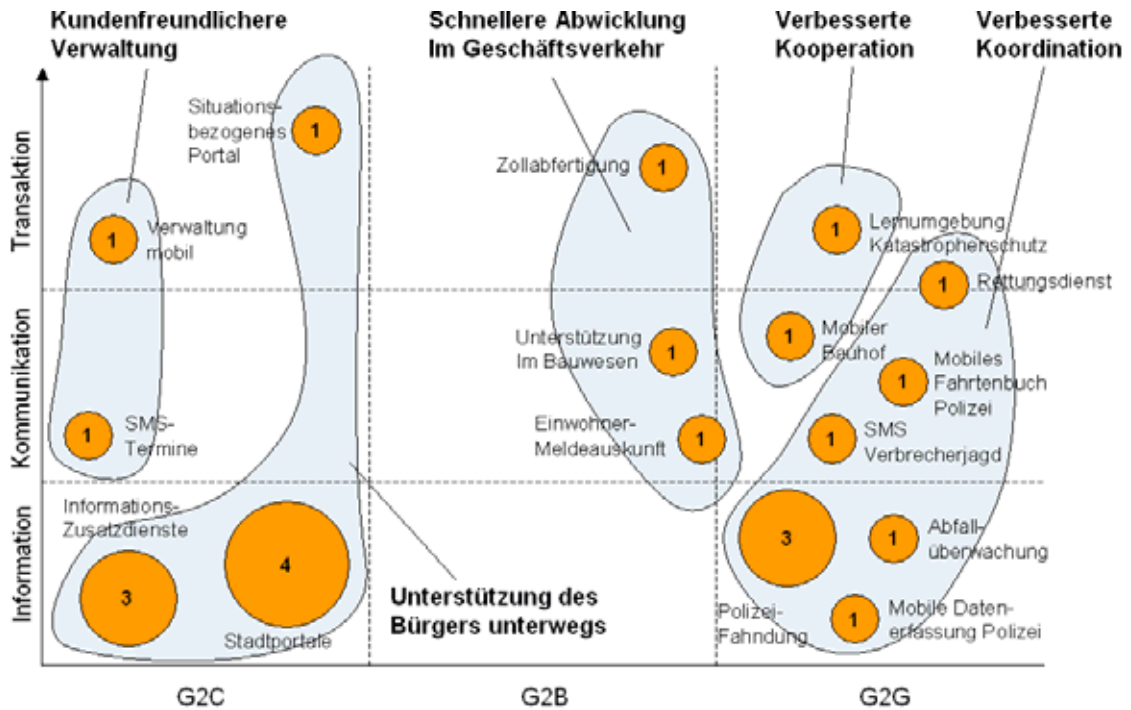 Kundenfreundlichere
Verwaltung
Schnellere Abwicklung
Im Geschäftsverkehr
Verbesserte
Kooperation
Verbesserte
Koordination
Transaktion
Kommunikation
Information
Situations-
bezogenes
Portal
1
1
Verwaltung
mobil
1
SMS-
Termine
Informations-
Zusatzdienste
3
4
Stadtportale
Unterstützung des
Bürgers unterwegs
Zollabfertigung
1
Unterstützung
Im Bauwesen
1
Einwohner-
Meldeauskunft
1
1
Lernumgebung
Katastrophenschutz
1
Rettungsdienst
1
Mobiler
Bauhof
1
Mobiles
Fahrtenbuch
Polizei
1
SMS
Verbrecherjagd
3
1
Abfall-
überwachung
Polizei-
Fahndung
1
Mobile Daten-
erfassung Polizei
G2C
G2B
G2G